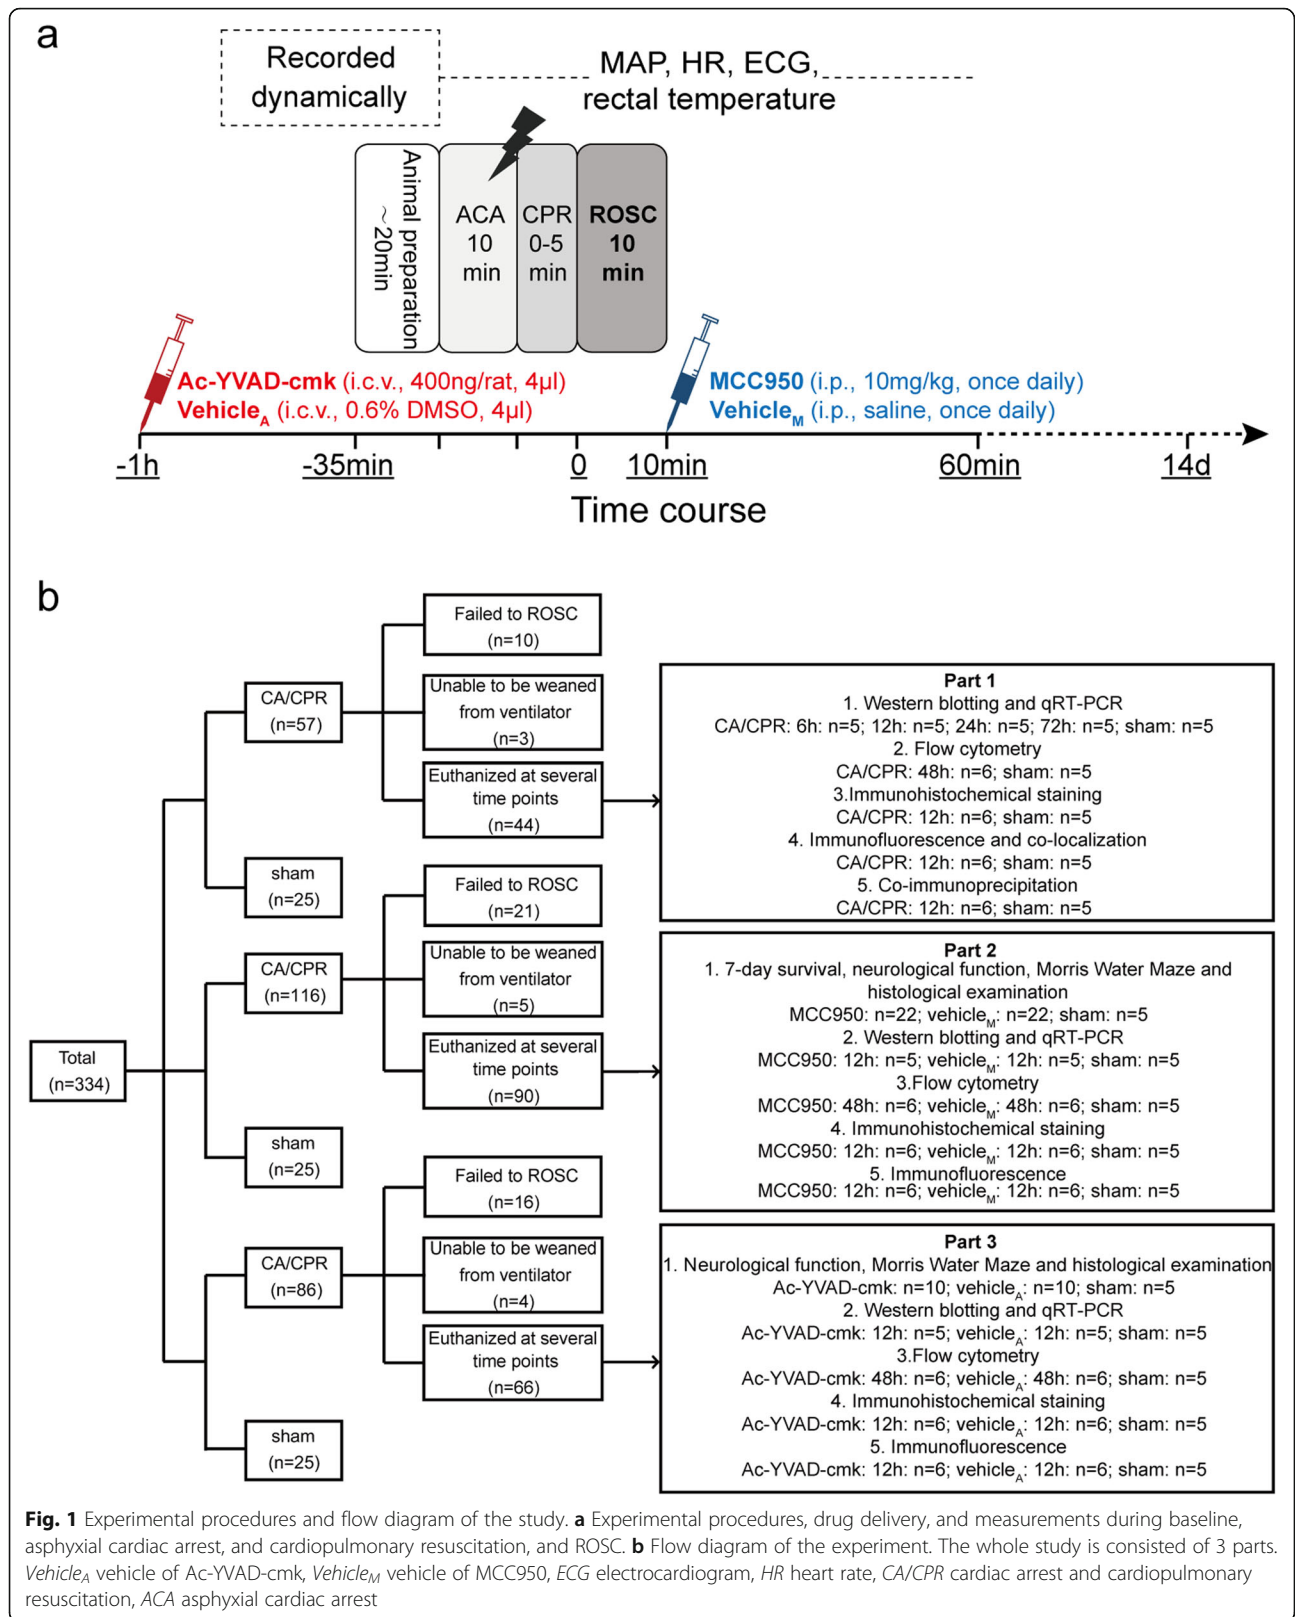 a
Recorded
dynamically
MAP, HR, ECG,
rectal temperature
Animal preparation
~20min
ACA
10
min
CPR
0-5
min
ROSC
10
min
Ac-YVAD-cmk (i.c.v., 400ng/rat, 4µl)
VehicleA (i.c.v., 0.6% DMSO, 4µl)
MCC950 (i.p., 10mg/kg, once daily)
VehicleM (i.p., saline, once daily)
-1h
-35min
0
10min
60min
14d
Time course
b
Total
(n=334)
CA/CPR
(n=57)
sham
(n=25)
Failed to ROSC
(n=10)
Unable to be weaned
from ventilator
(n=3)
Euthanized at several
time points
(n=44)
Part 1
1. Western blotting and qRT-PCR
CA/CPR: 6h: n=5; 12h: n=5; 24h: n=5; 72h: n=5; sham: n=5
2. Flow cytometry
CA/CPR: 48h: n=6; sham: n=5
3.Immunohistochemical staining
CA/CPR: 12h: n=6; sham: n=5
4. Immunofluorescence and co-localization
CA/CPR: 12h: n=6; sham: n=5
5. Co-immunoprecipitation
CA/CPR: 12h: n=6; sham: n=5
CA/CPR
(n=116)
sham
(n=25)
Failed to ROSC
(n=21)
Unable to be weaned
from ventilator
(n=5)
Euthanized at several
time points
(n=90)
Part 2
1. 7-day survival, neurological function, Morris Water Maze and
histological examination
MCC950: n=22; vehicleM: n=22; sham: n=5
2. Western blotting and qRT-PCR
MCC950: 12h: n=5; vehicleM: 12h: n=5; sham: n=5
3.Flow cytometry
MCC950: 48h: n=6; vehicleM: 48h: n=6; sham: n=5
4. Immunohistochemical staining
MCC950: 12h: n=6; vehicleM: 12h: n=6; sham: n=5
5. Immunofluorescence
MCC950: 12h: n=6; vehicleM: 12h: n=6; sham: n=5
CA/CPR
(n=86)
sham
(n=25)
Failed to ROSC
(n=16)
Unable to be weaned
from ventilator
(n=4)
Euthanized at several
time points
(n=66)
Part 3
1. Neurological function, Morris Water Maze and histological examination
Ac-YVAD-cmk: n=10; vehicleA: n=10; sham: n=5
2. Western blotting and qRT-PCR
Ac-YVAD-cmk: 12h: n=5; vehicleA: 12h: n=5; sham: n=5
3.Flow cytometry
Ac-YVAD-cmk: 48h: n=6; vehicleA: 48h: n=6; sham: n=5
4. Immunohistochemical staining
Ac-YVAD-cmk: 12h: n=6; vehicleA: 12h: n=6; sham: n=5
5. Immunofluorescence
Ac-YVAD-cmk: 12h: n=6; vehicleA: 12h: n=6; sham: n=5
Fig. 1 Experimental procedures and flow diagram of the study. a Experimental procedures, drug delivery, and measurements during baseline,
asphyxial cardiac arrest, and cardiopulmonary resuscitation, and ROSC. b Flow diagram of the experiment. The whole study is consisted of 3 parts.
VehicleA vehicle of Ac-YVAD-cmk, VehicleM vehicle of MCC950, ECG electrocardiogram, HR heart rate, CA/CPR cardiac arrest and cardiopulmonary
resuscitation, ACA asphyxial cardiac arrest